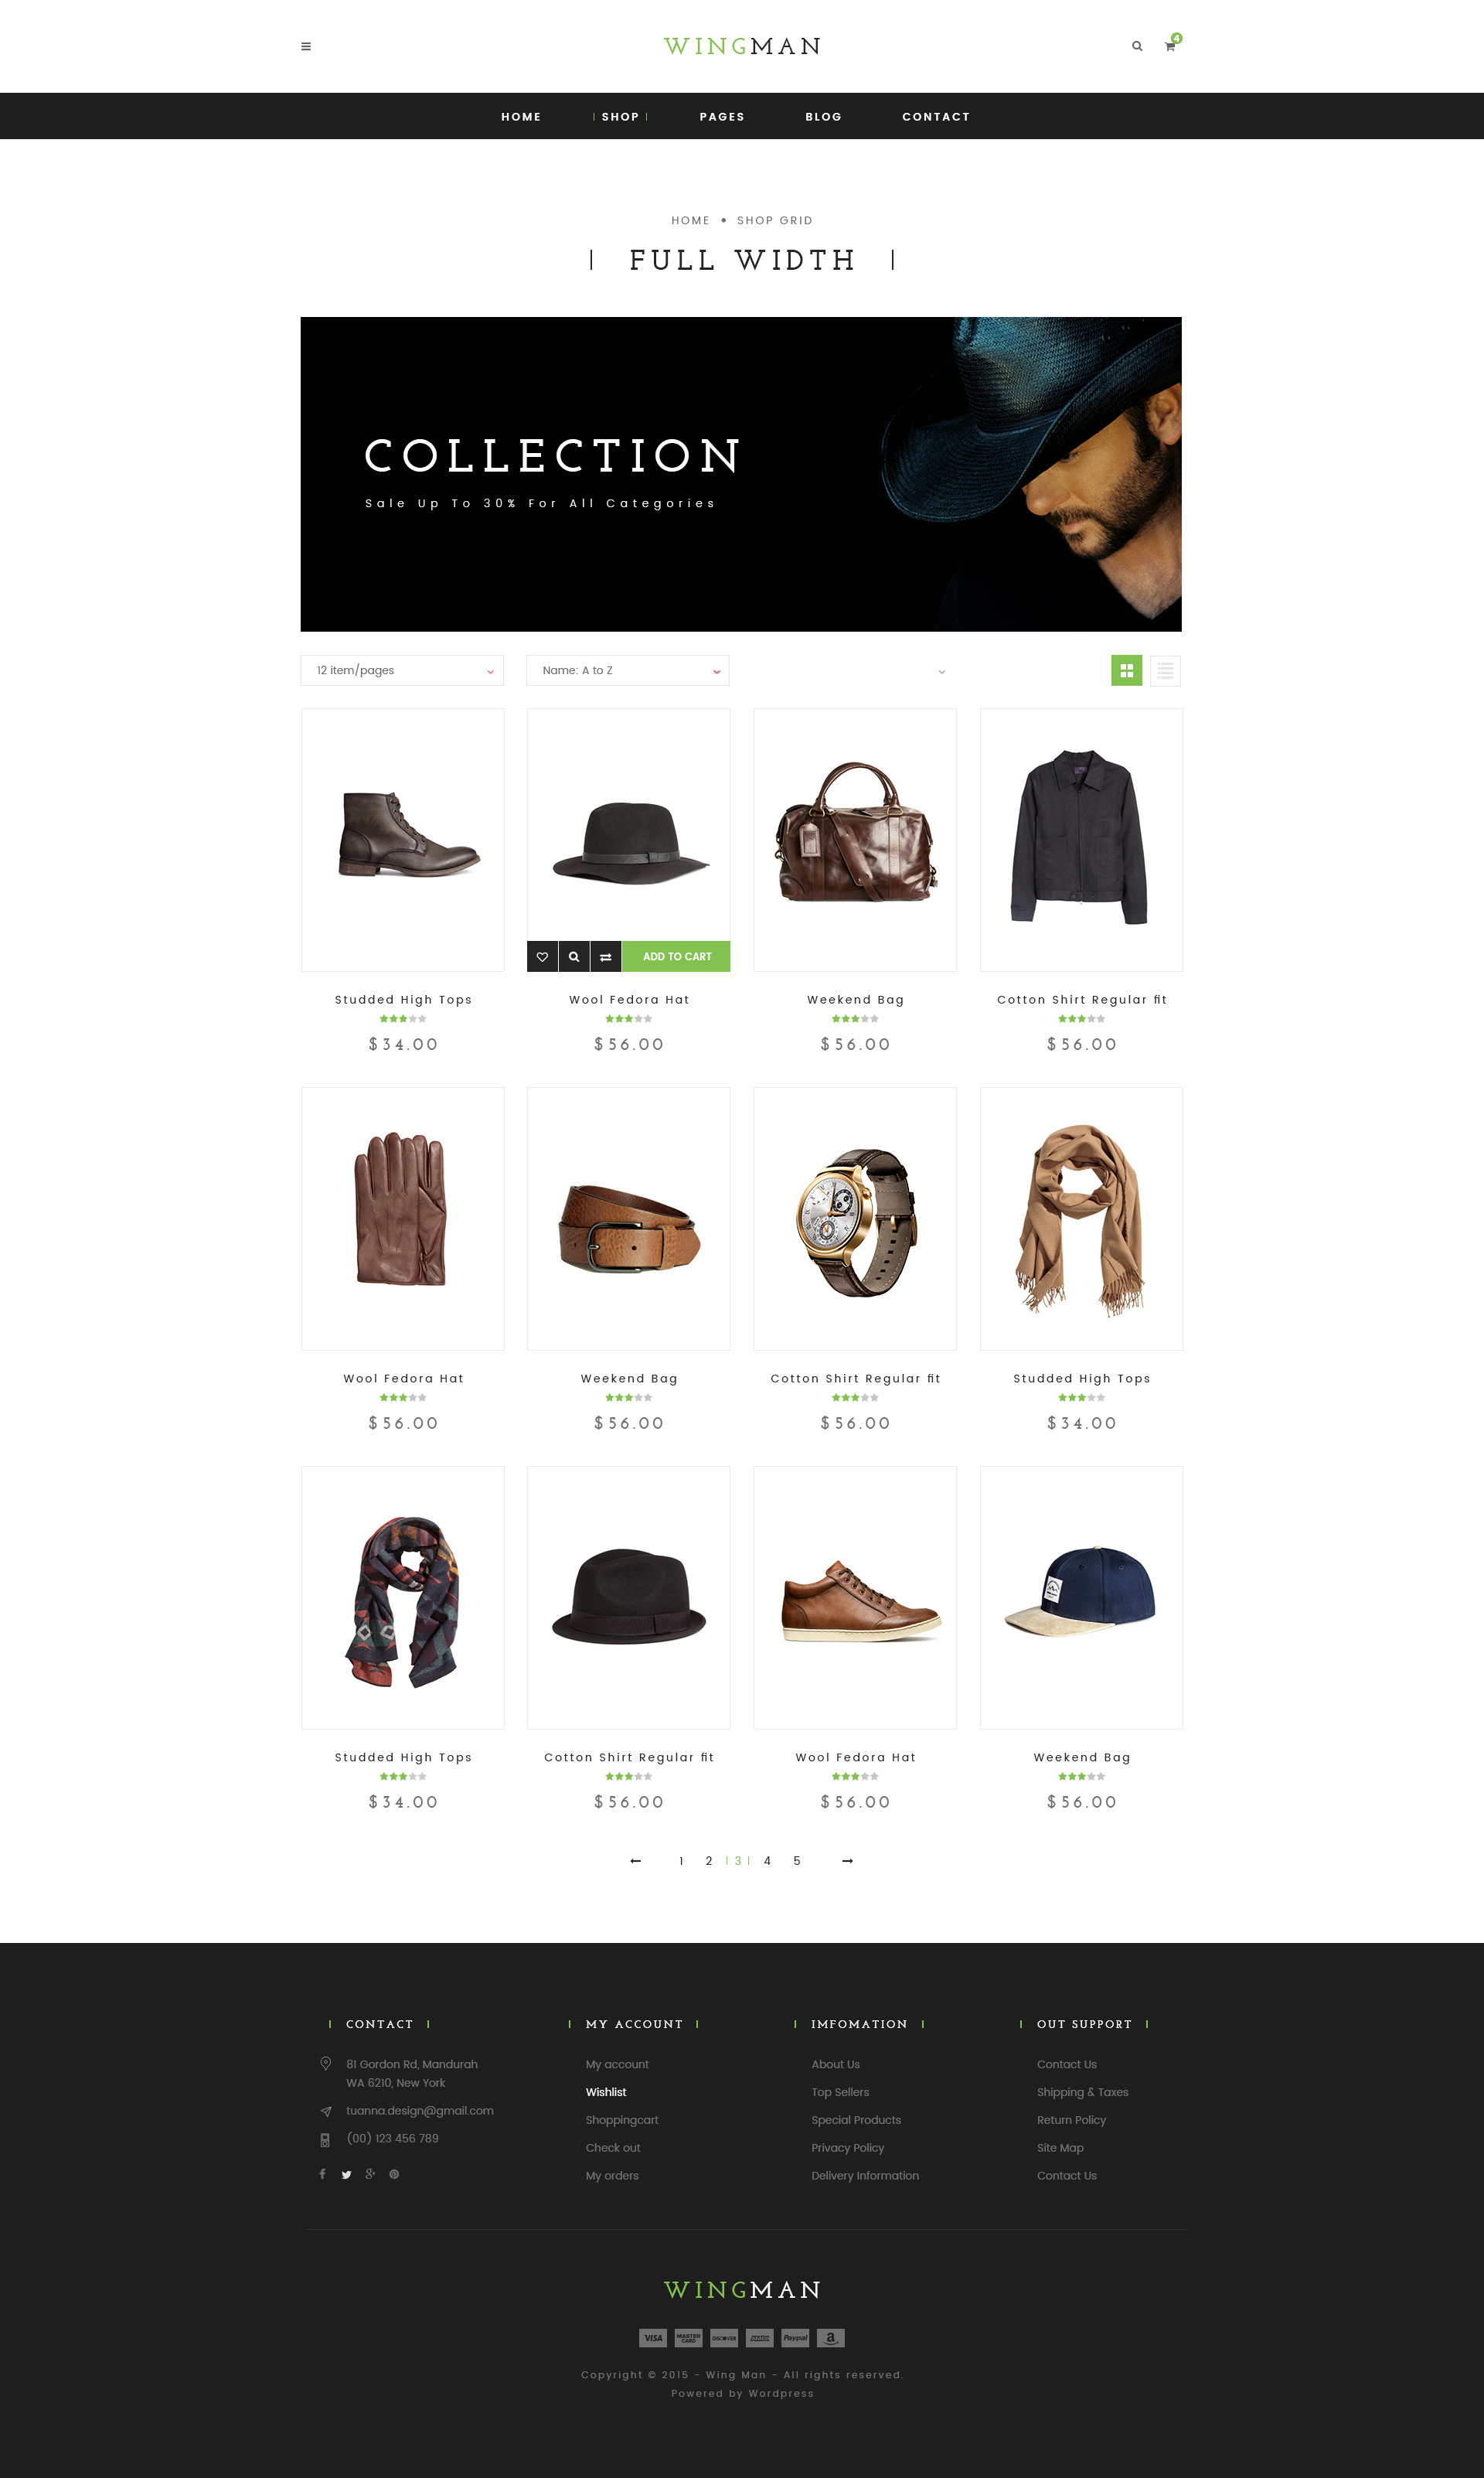 WINGMAN
4
HOME SHOP PAGES BLOG CONTACT
HOME • SHOP GRID
FULL WIDTH
COLLECTION
Sale Up To 30% For All Categories
12 item/pages Name: A to Z
ADD TO CART
Studded High Tops Wool Fedora Hat Weekend Bag Cotton Shirt Regular fit
$34.00 $56.00 $56.00 $56.00
Wool Fedora Hat Weekend Bag Cotton Shirt Regular fit Studded High Tops
$56.00 $56.00 $56.00 $34.00
Studded High Tops Cotton Shirt Regular fit Wool Fedora Hat Weekend Bag
$34.00 $56.00 $56.00 $56.00
1 2 3 4 5
CONTACT
81 Gordon Rd, Mandurah
WA 6210, New York
tuanna.design@gmail.com
(00) 123 456 789
MY ACCOUNT
My account
Wishlist
Shoppingcart
Check out
My orders
IMFOMATION
About Us
Top Sellers
Special Products
Privacy Policy
Delivery Information
OUT SUPPORT
Contact Us
Shipping & Taxes
Return Policy
Site Map
Contact Us
WINGMAN
VISA MASTER CARD DISCOVER AMEX Paypal a
Copyright © 2015 - Wing Man - All rights reserved.
Powered by Wordpress